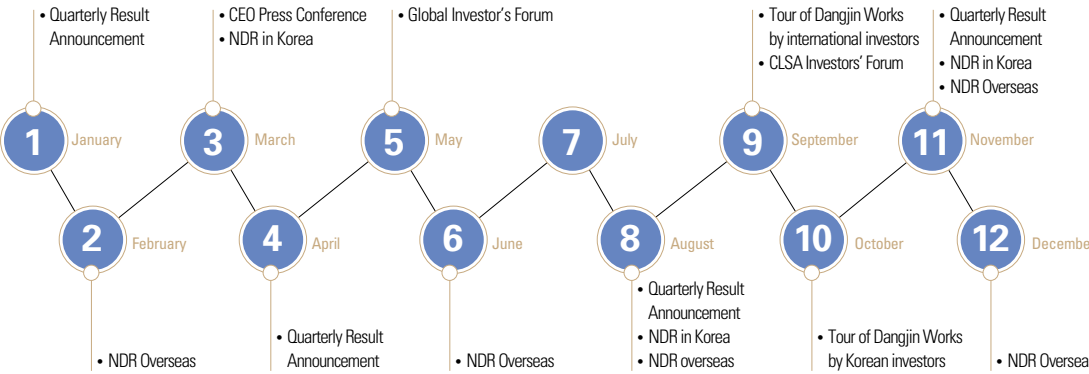 • Quarterly Result
Announcement
• CEO Press Conference
• NDR in Korea
• Global Investor's Forum
• Tour of Dangjin Works
by international investors
• CLSA Investors' Forum
• Quarterly Result
Announcement
• NDR in Korea
• NDR Overseas
1 January
3 March
5 May
7 July
9 September
11 November
2 February
4 April
6 June
8 August
10 October
12 Decembe
• NDR Overseas
• Quarterly Result
Announcement
• NDR Overseas
• Quarterly Result
Announcement
• NDR in Korea
• NDR overseas
• Tour of Dangjin Works
by Korean investors
• NDR Oversea